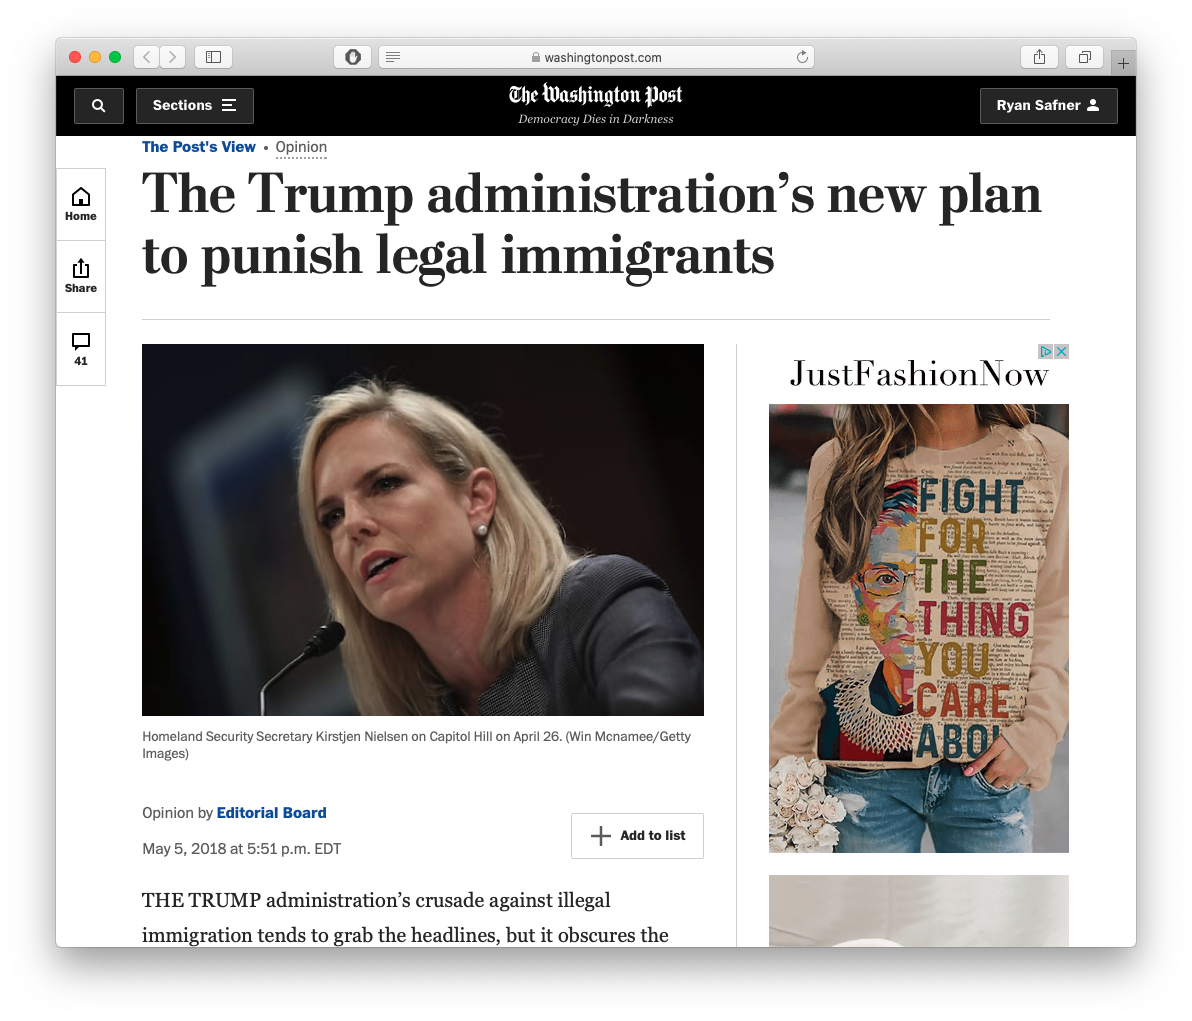 washingtonpost.com
Sections
The Washington Post
Democracy Dies in Darkness
Ryan Safner
The Post's View • Opinion
The Trump administration’s new plan
to punish legal immigrants
Home
Share
41
Homeland Security Secretary Kirstjen Nielsen on Capitol Hill on April 26. (Win Mcnamee/Getty
Images)
Opinion by Editorial Board
May 5, 2018 at 5:51 p.m. EDT
Add to list
THE TRUMP administration’s crusade against illegal
immigration tends to grab the headlines, but it obscures the
JustFashionNow
FIGHT
FOR
THE
THING
YOU
CARE
ABO